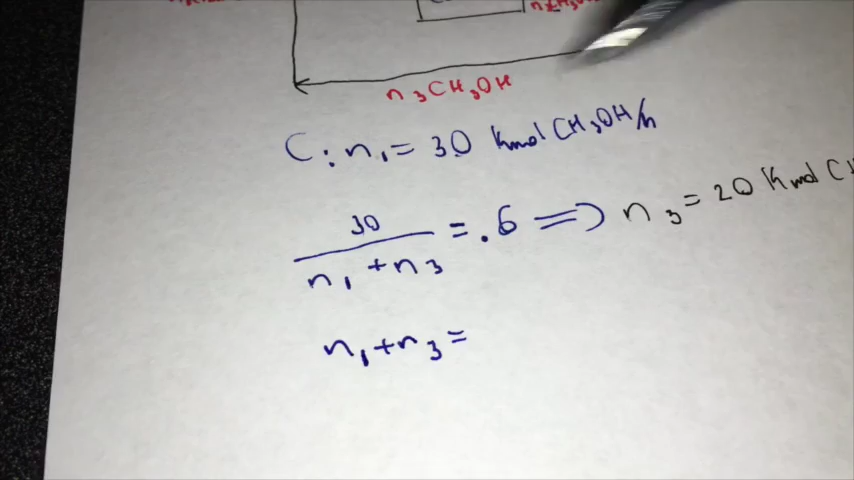 n₃CH₃OH
C: n₁ = 30 Kmol CH₃OH/h
30
n₁ + n₃ = .6 ⟹ n₃ = 20 Kmol C
n₁ + n₃ =